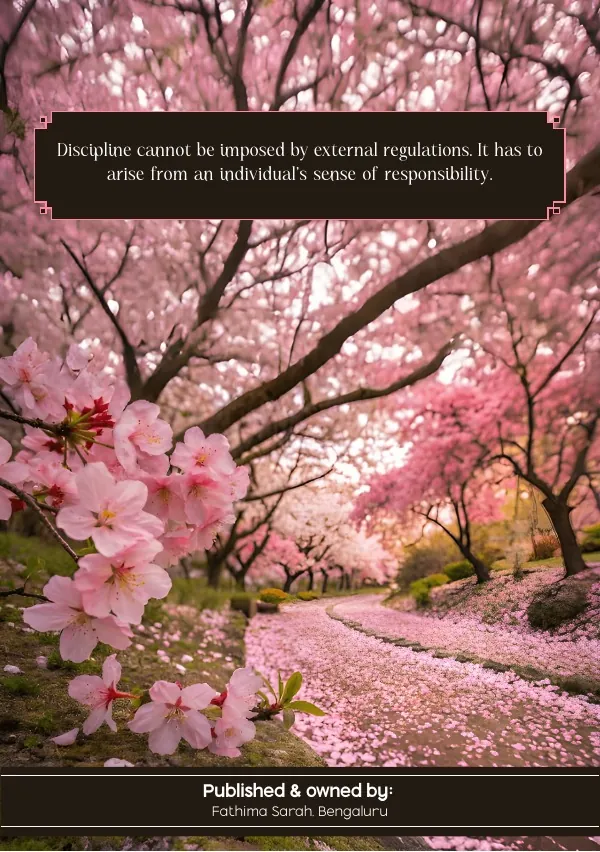 Discipline cannot be imposed by external regulations. It has to
arise from an individual's sense of responsibility.
Published & owned by:
Fathima Sarah, Bengaluru